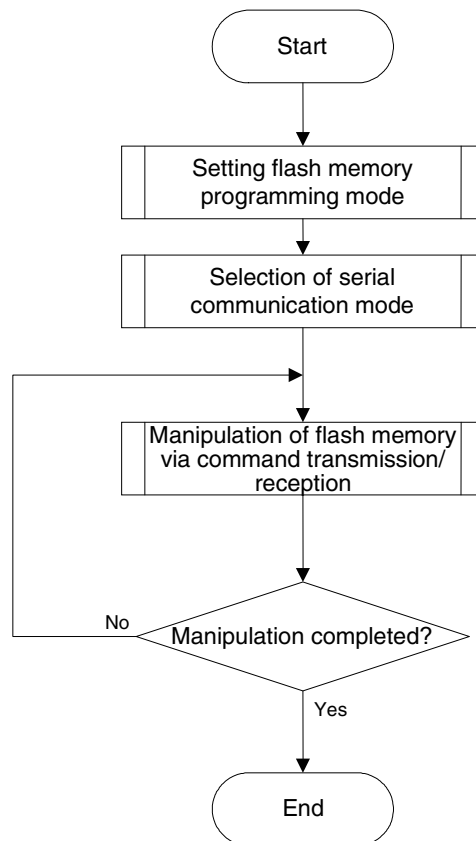 Start
Setting flash memory
programming mode
Selection of serial
communication mode
Manipulation of flash memory
via command transmission/
reception
No
Manipulation completed?
Yes
End